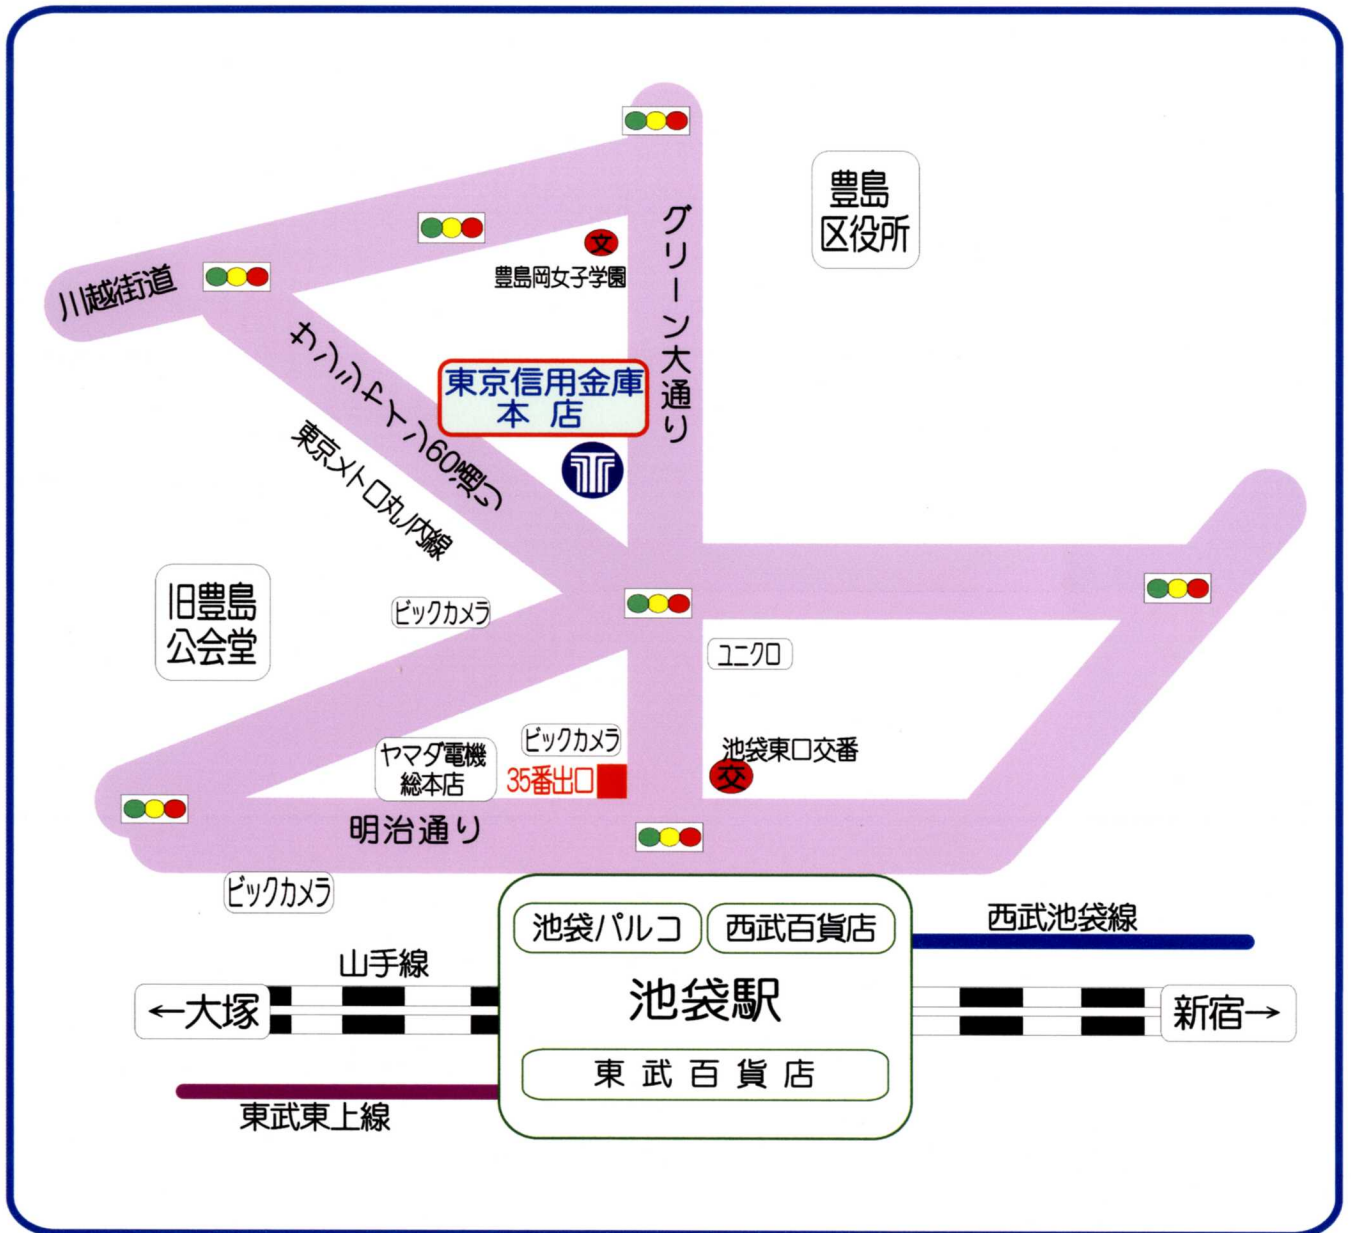 豊島
区役所
グリーン大通り
文
豊島岡女子学園
川越街道
サンシャイン60通り
東京信用金庫
本店
東京メトロ丸ノ内線
旧豊島
公会堂
ビックカメラ
ユニクロ
ビックカメラ
池袋東口交番
交
ヤマダ電機
総本店
35番出口
明治通り
ビックカメラ
池袋パルコ
西武百貨店
西武池袋線
山手線
池袋駅
←大塚
新宿→
東武百貨店
東武東上線